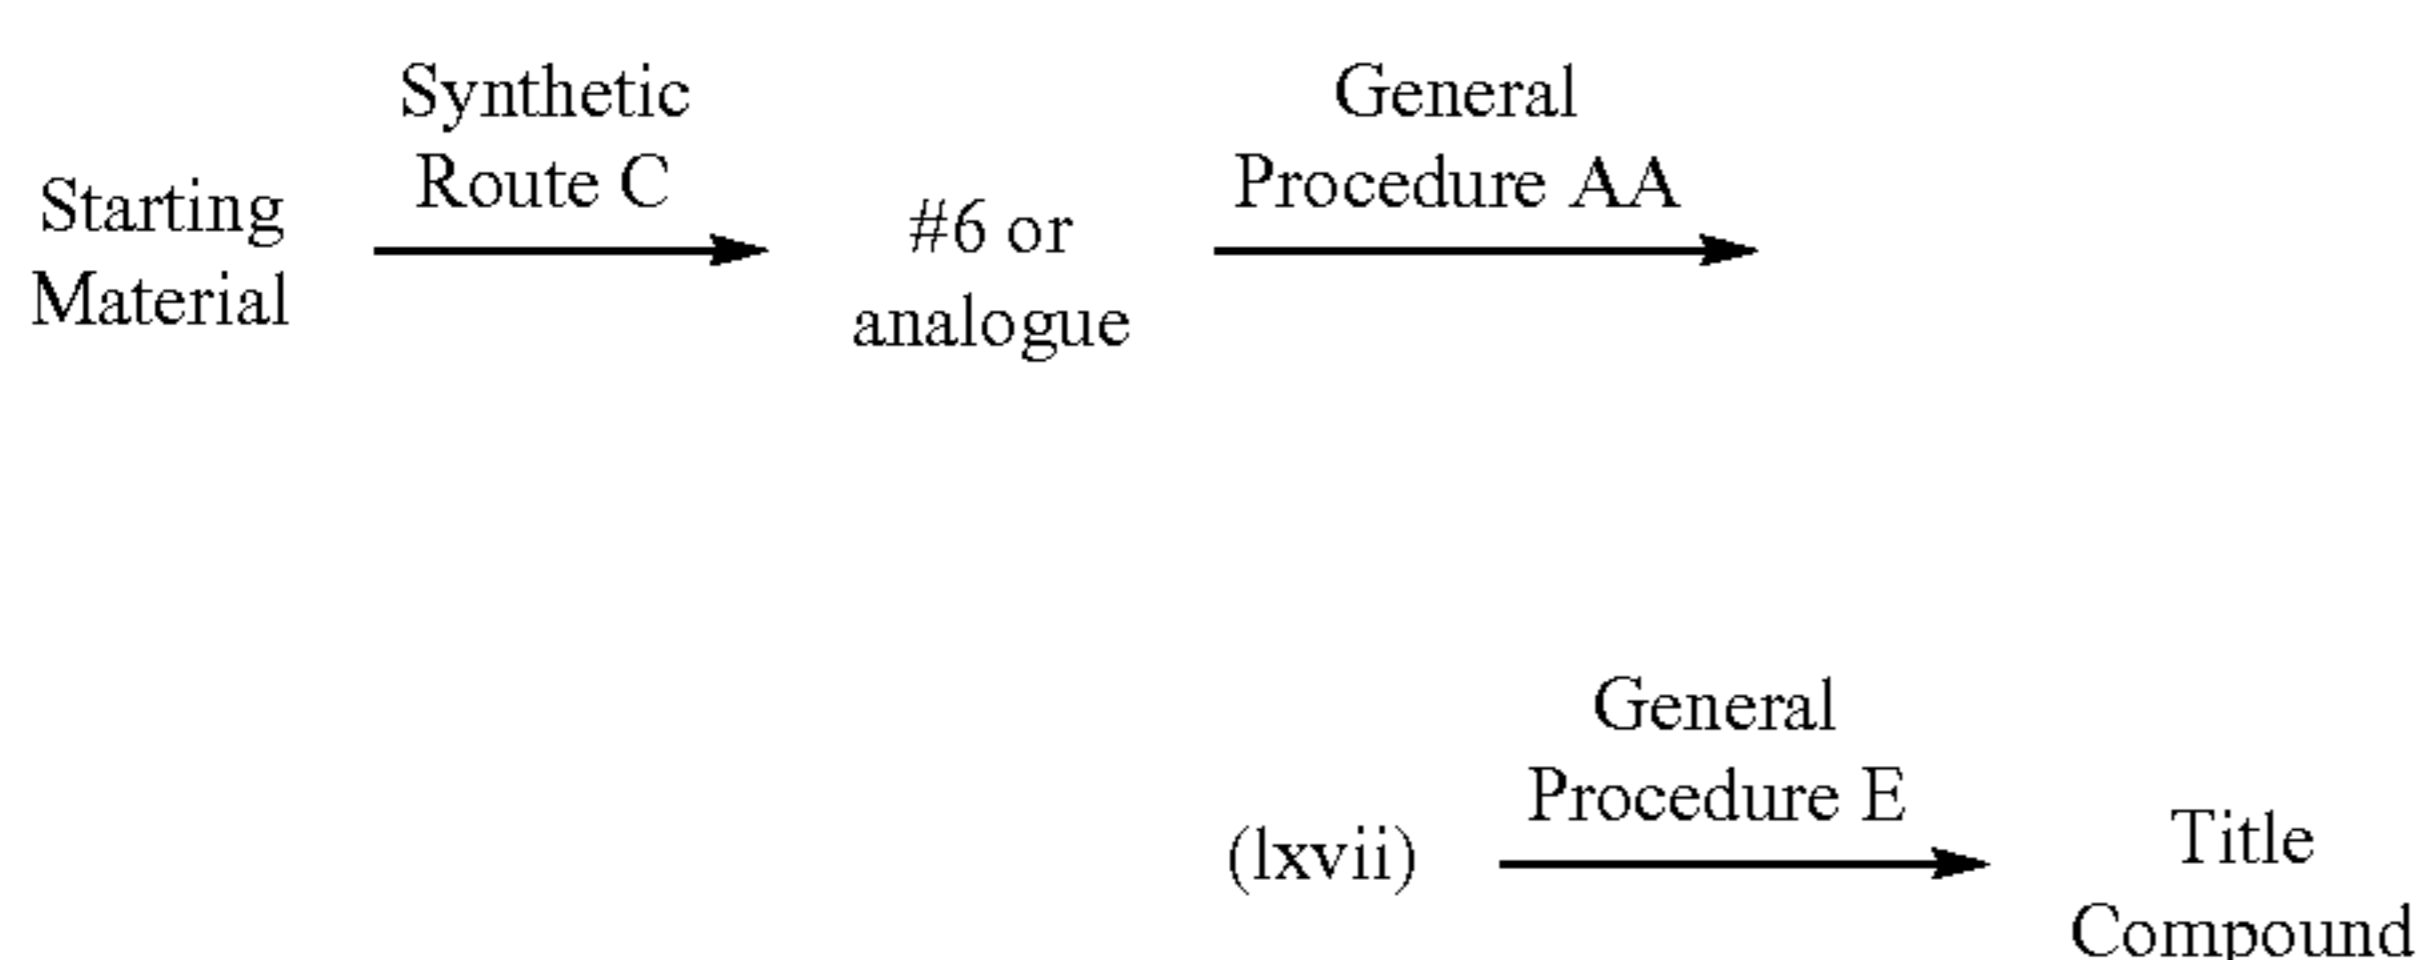 Synthetic
Route C
General
Procedure AA
Starting
Material
#6 or
analogue
General
Procedure E
(lxvii)
Title
Compound